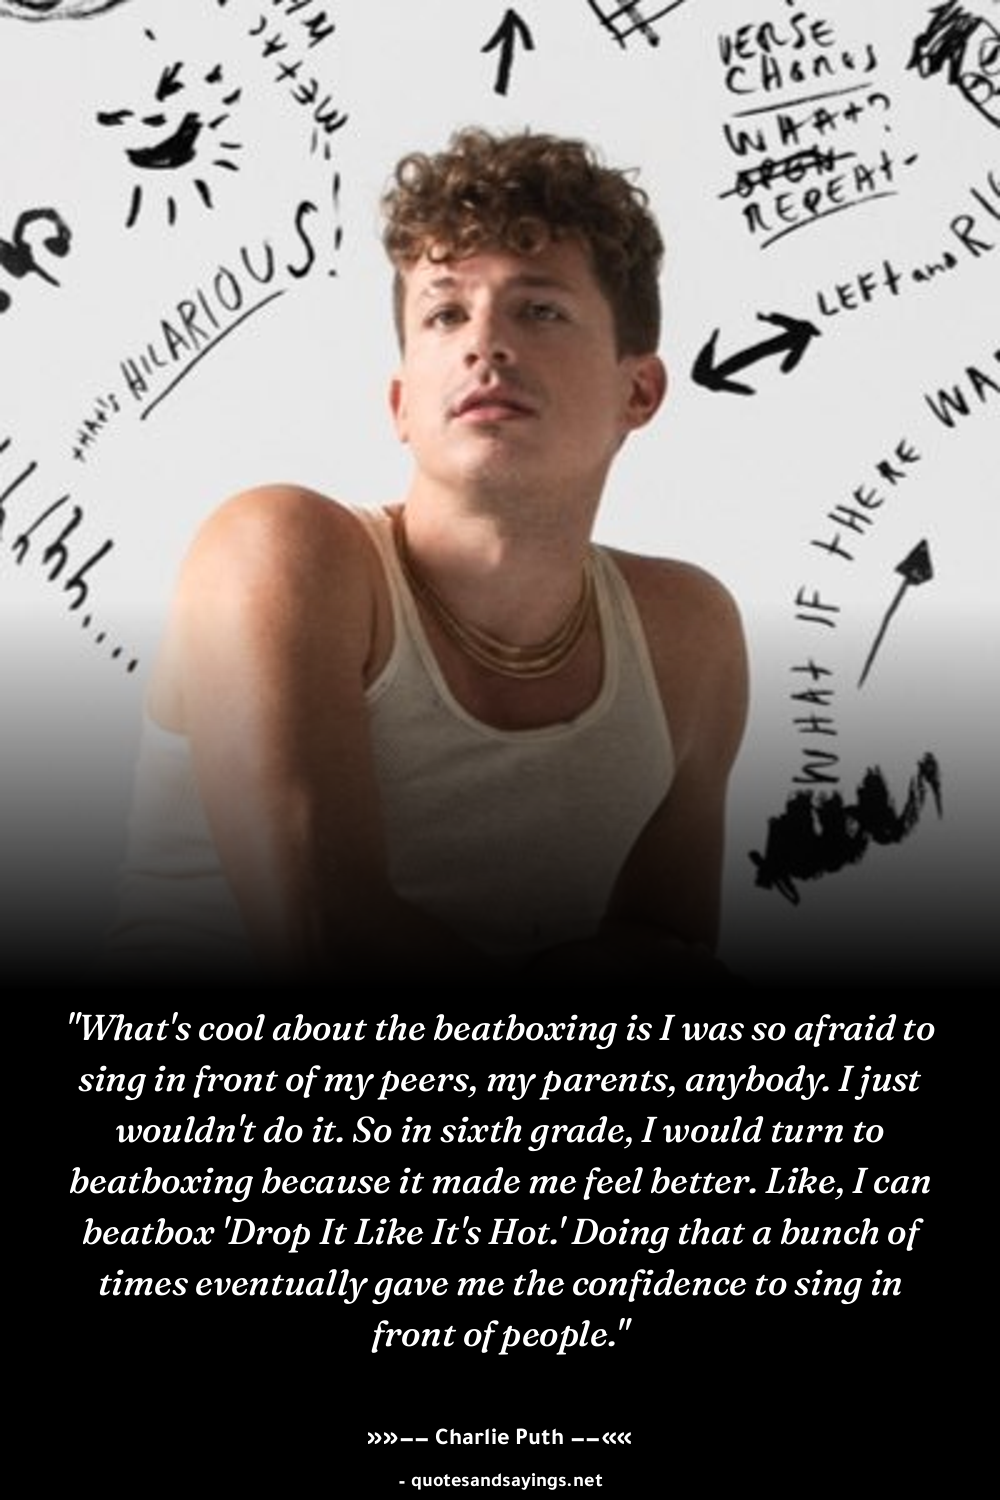 VERSE
CHORUS
WHAT?
REPEAT-
LEFT and
THAT'S HILARIOUS!
hhh....
WHAT IF THERE
"What's cool about the beatboxing is I was so afraid to
sing in front of my peers, my parents, anybody. I just
wouldn't do it. So in sixth grade, I would turn to
beatboxing because it made me feel better. Like, I can
beatbox 'Drop It Like It's Hot.' Doing that a bunch of
times eventually gave me the confidence to sing in
front of people."
»»−− Charlie Puth −−««
- quotesandsayings.net